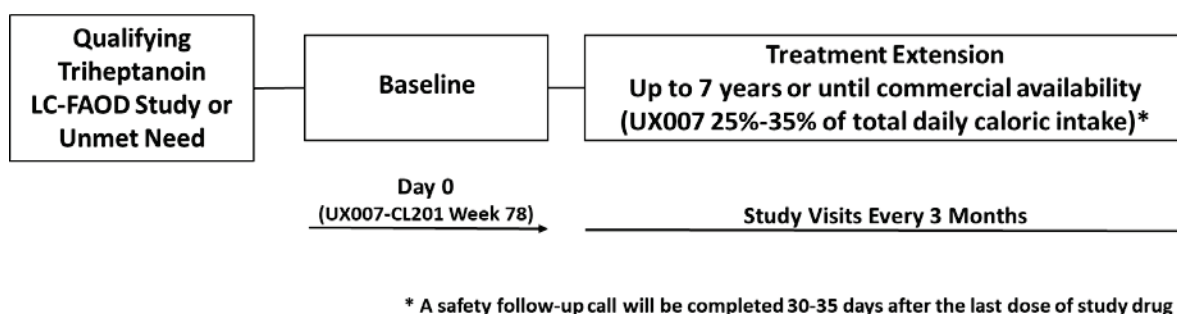 Qualifying
Triheptanoin
LC-FAOD Study or
Unmet Need
Baseline
Treatment Extension
Up to 7 years or until commercial availability
(UX007 25%-35% of total daily caloric intake)*
Day 0
(UX007-CL201 Week 78)
Study Visits Every 3 Months
* A safety follow-up call will be completed 30-35 days after the last dose of study drug